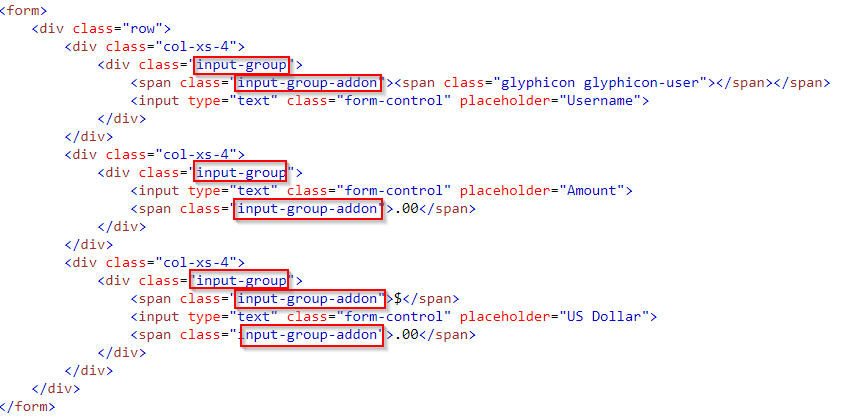 <form>
<div class="row">
<div class="col-xs-4">
<div class="input-group">
<span class="input-group-addon"><span class="glyphicon glyphicon-user"></span></span>
<input type="text" class="form-control" placeholder="Username">
</div>
</div>
<div class="col-xs-4">
<div class="input-group">
<input type="text" class="form-control" placeholder="Amount">
<span class="input-group-addon">.00</span>
</div>
</div>
<div class="col-xs-4">
<div class="input-group">
<span class="input-group-addon">$</span>
<input type="text" class="form-control" placeholder="US Dollar">
<span class="input-group-addon">.00</span>
</div>
</div>
</div>
</form>